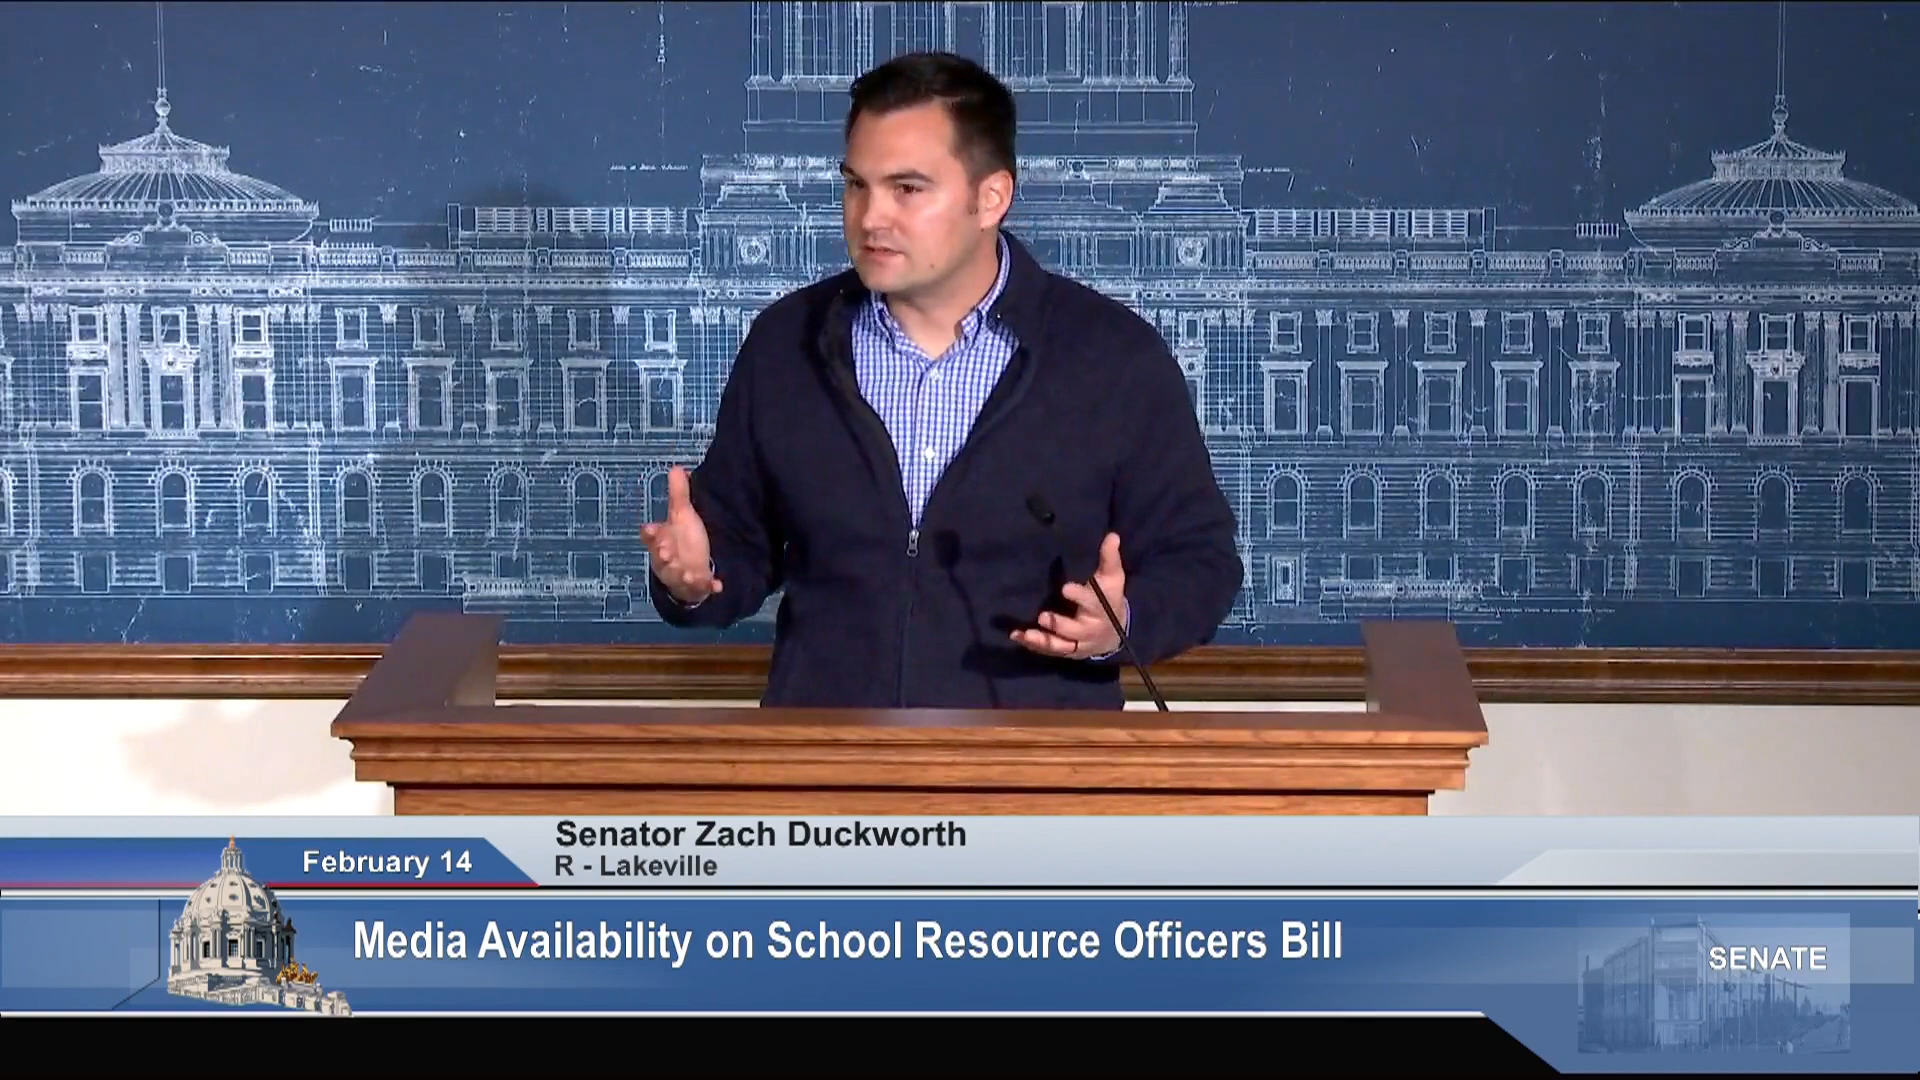 Senator Zach Duckworth
R - Lakeville
February 14
Media Availability on School Resource Officers Bill
SENATE